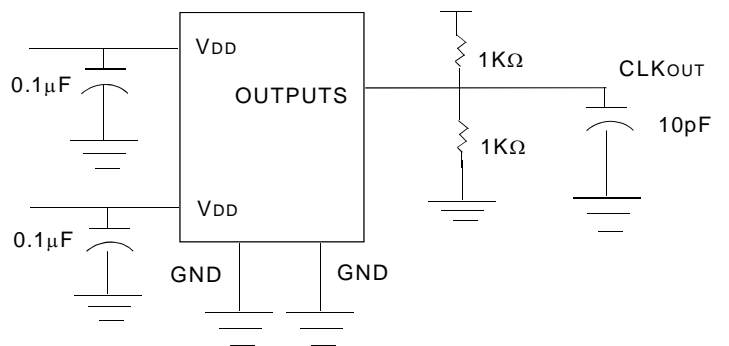 VDD
1KΩ
CLKOUT
0.1μF
OUTPUTS
10pF
1KΩ
VDD
0.1μF
GND
GND